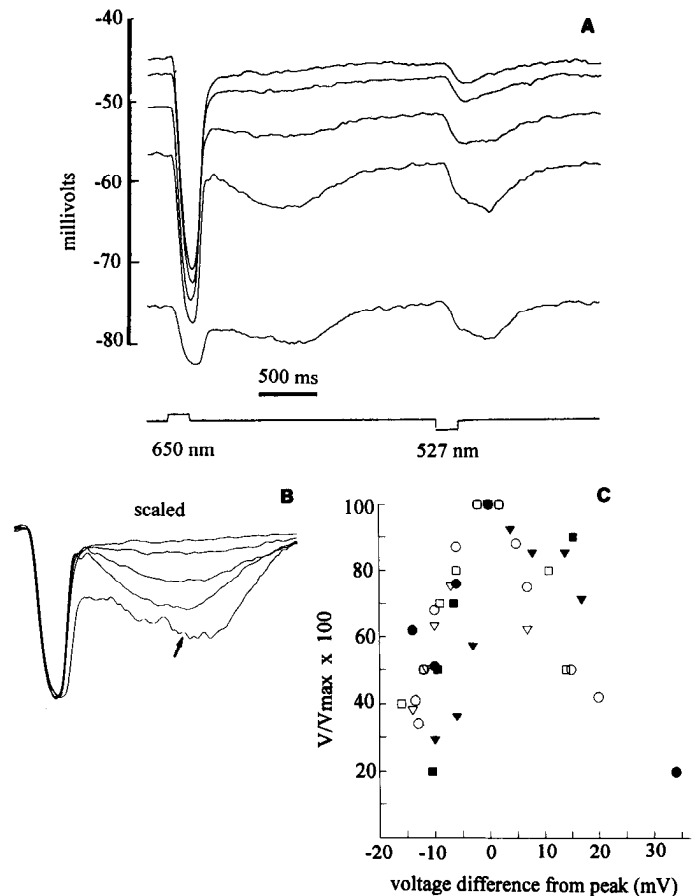 A
-40
-50
-60
-70
-80
millivolts
500 ms
650 nm
527 nm
B
scaled
C
100
80
60
40
20
V/Vmax x 100
-20
-10
0
10
20
30
voltage difference from peak (mV)